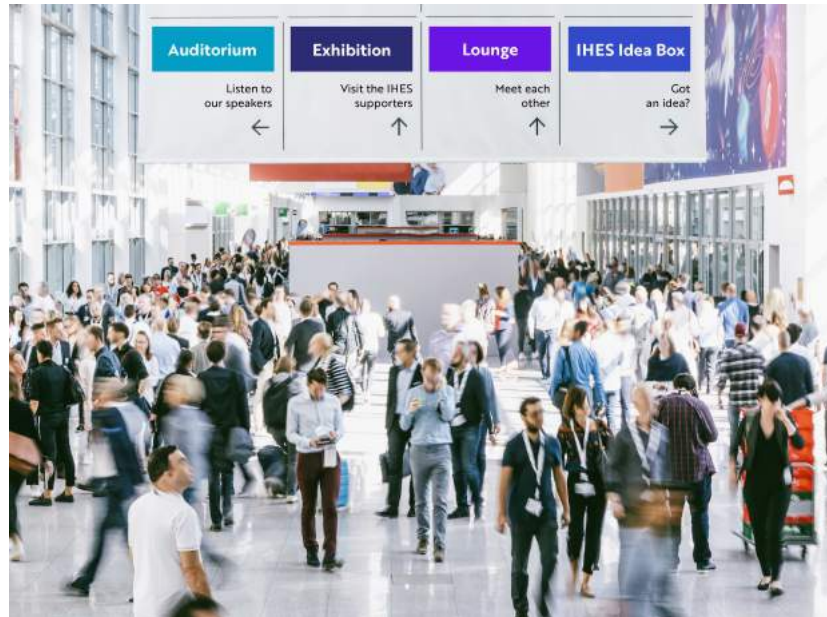 Auditorium
Listen to
our speakers
←
Exhibition
Visit the IHES
supporters
↑
Lounge
Meet each
other
↑
IHES Idea Box
Got
an idea?
→